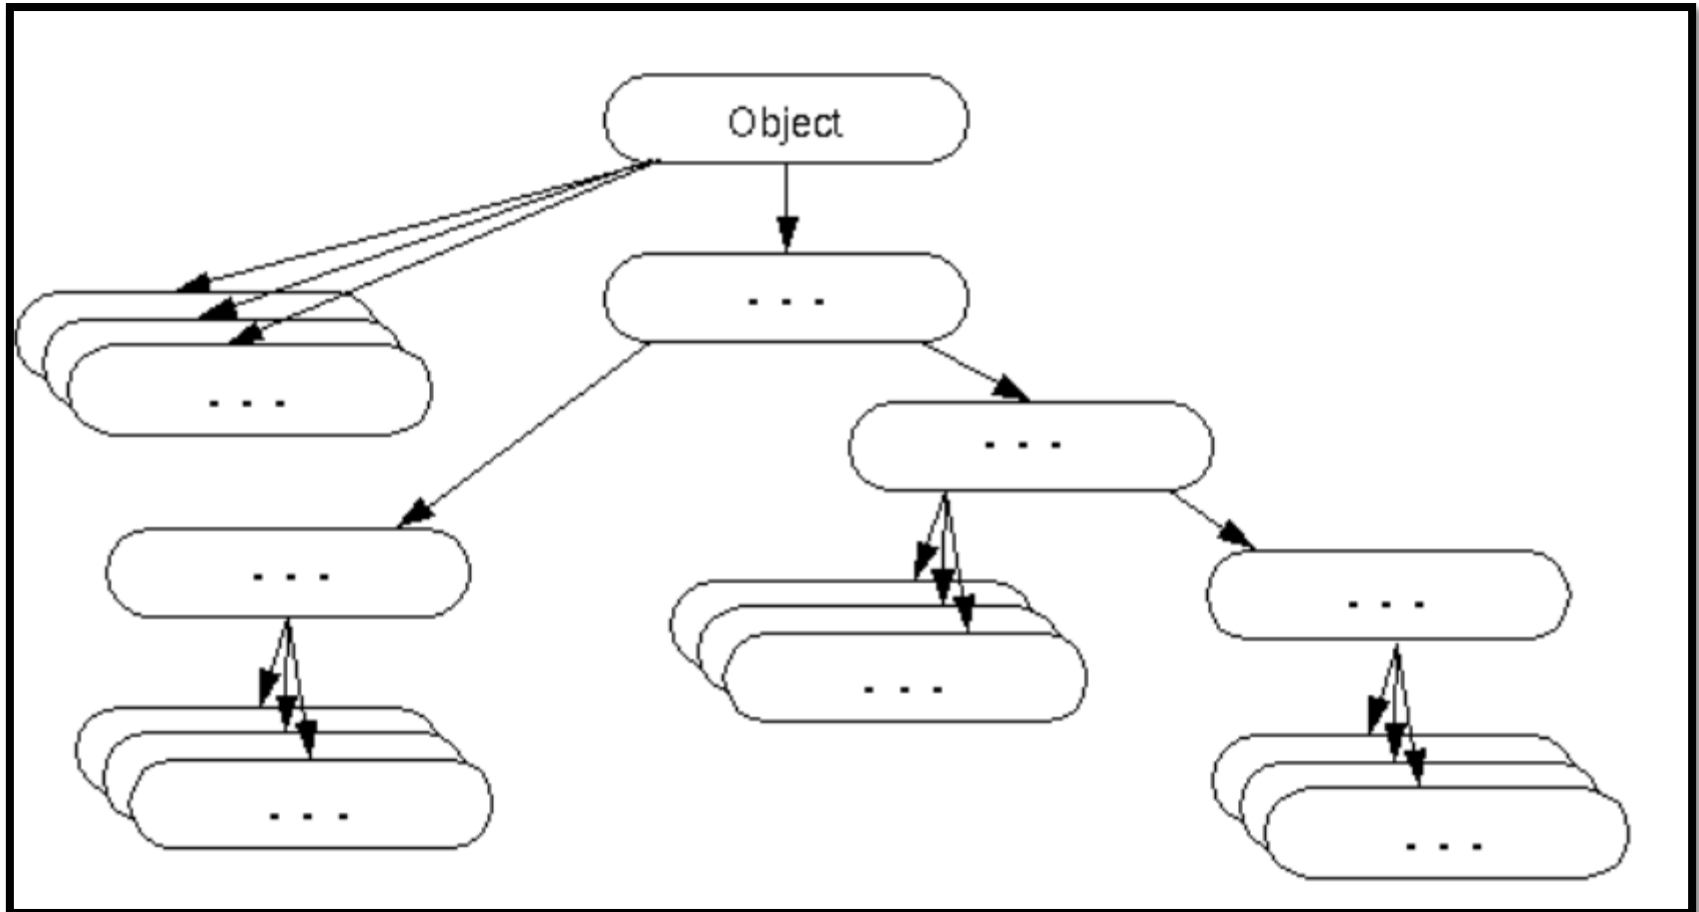 Object
. . .
. . .
. . .
. . .
. . .
. . .
. . .
. . .